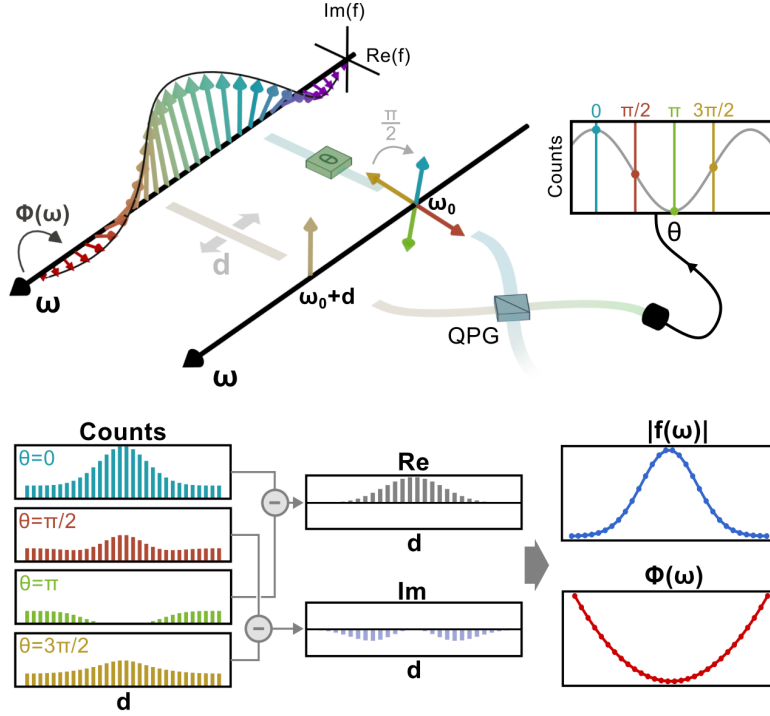 Im(f)
Re(f)
π/2
θ
0 π/2 π 3π/2
Counts
Φ(ω)
ω₀
θ
d
ω
ω₀+d
QPG
ω
Counts
|f(ω)|
θ=0
Re
θ=π/2
d
Φ(ω)
θ=π
Im
θ=3π/2
d
d